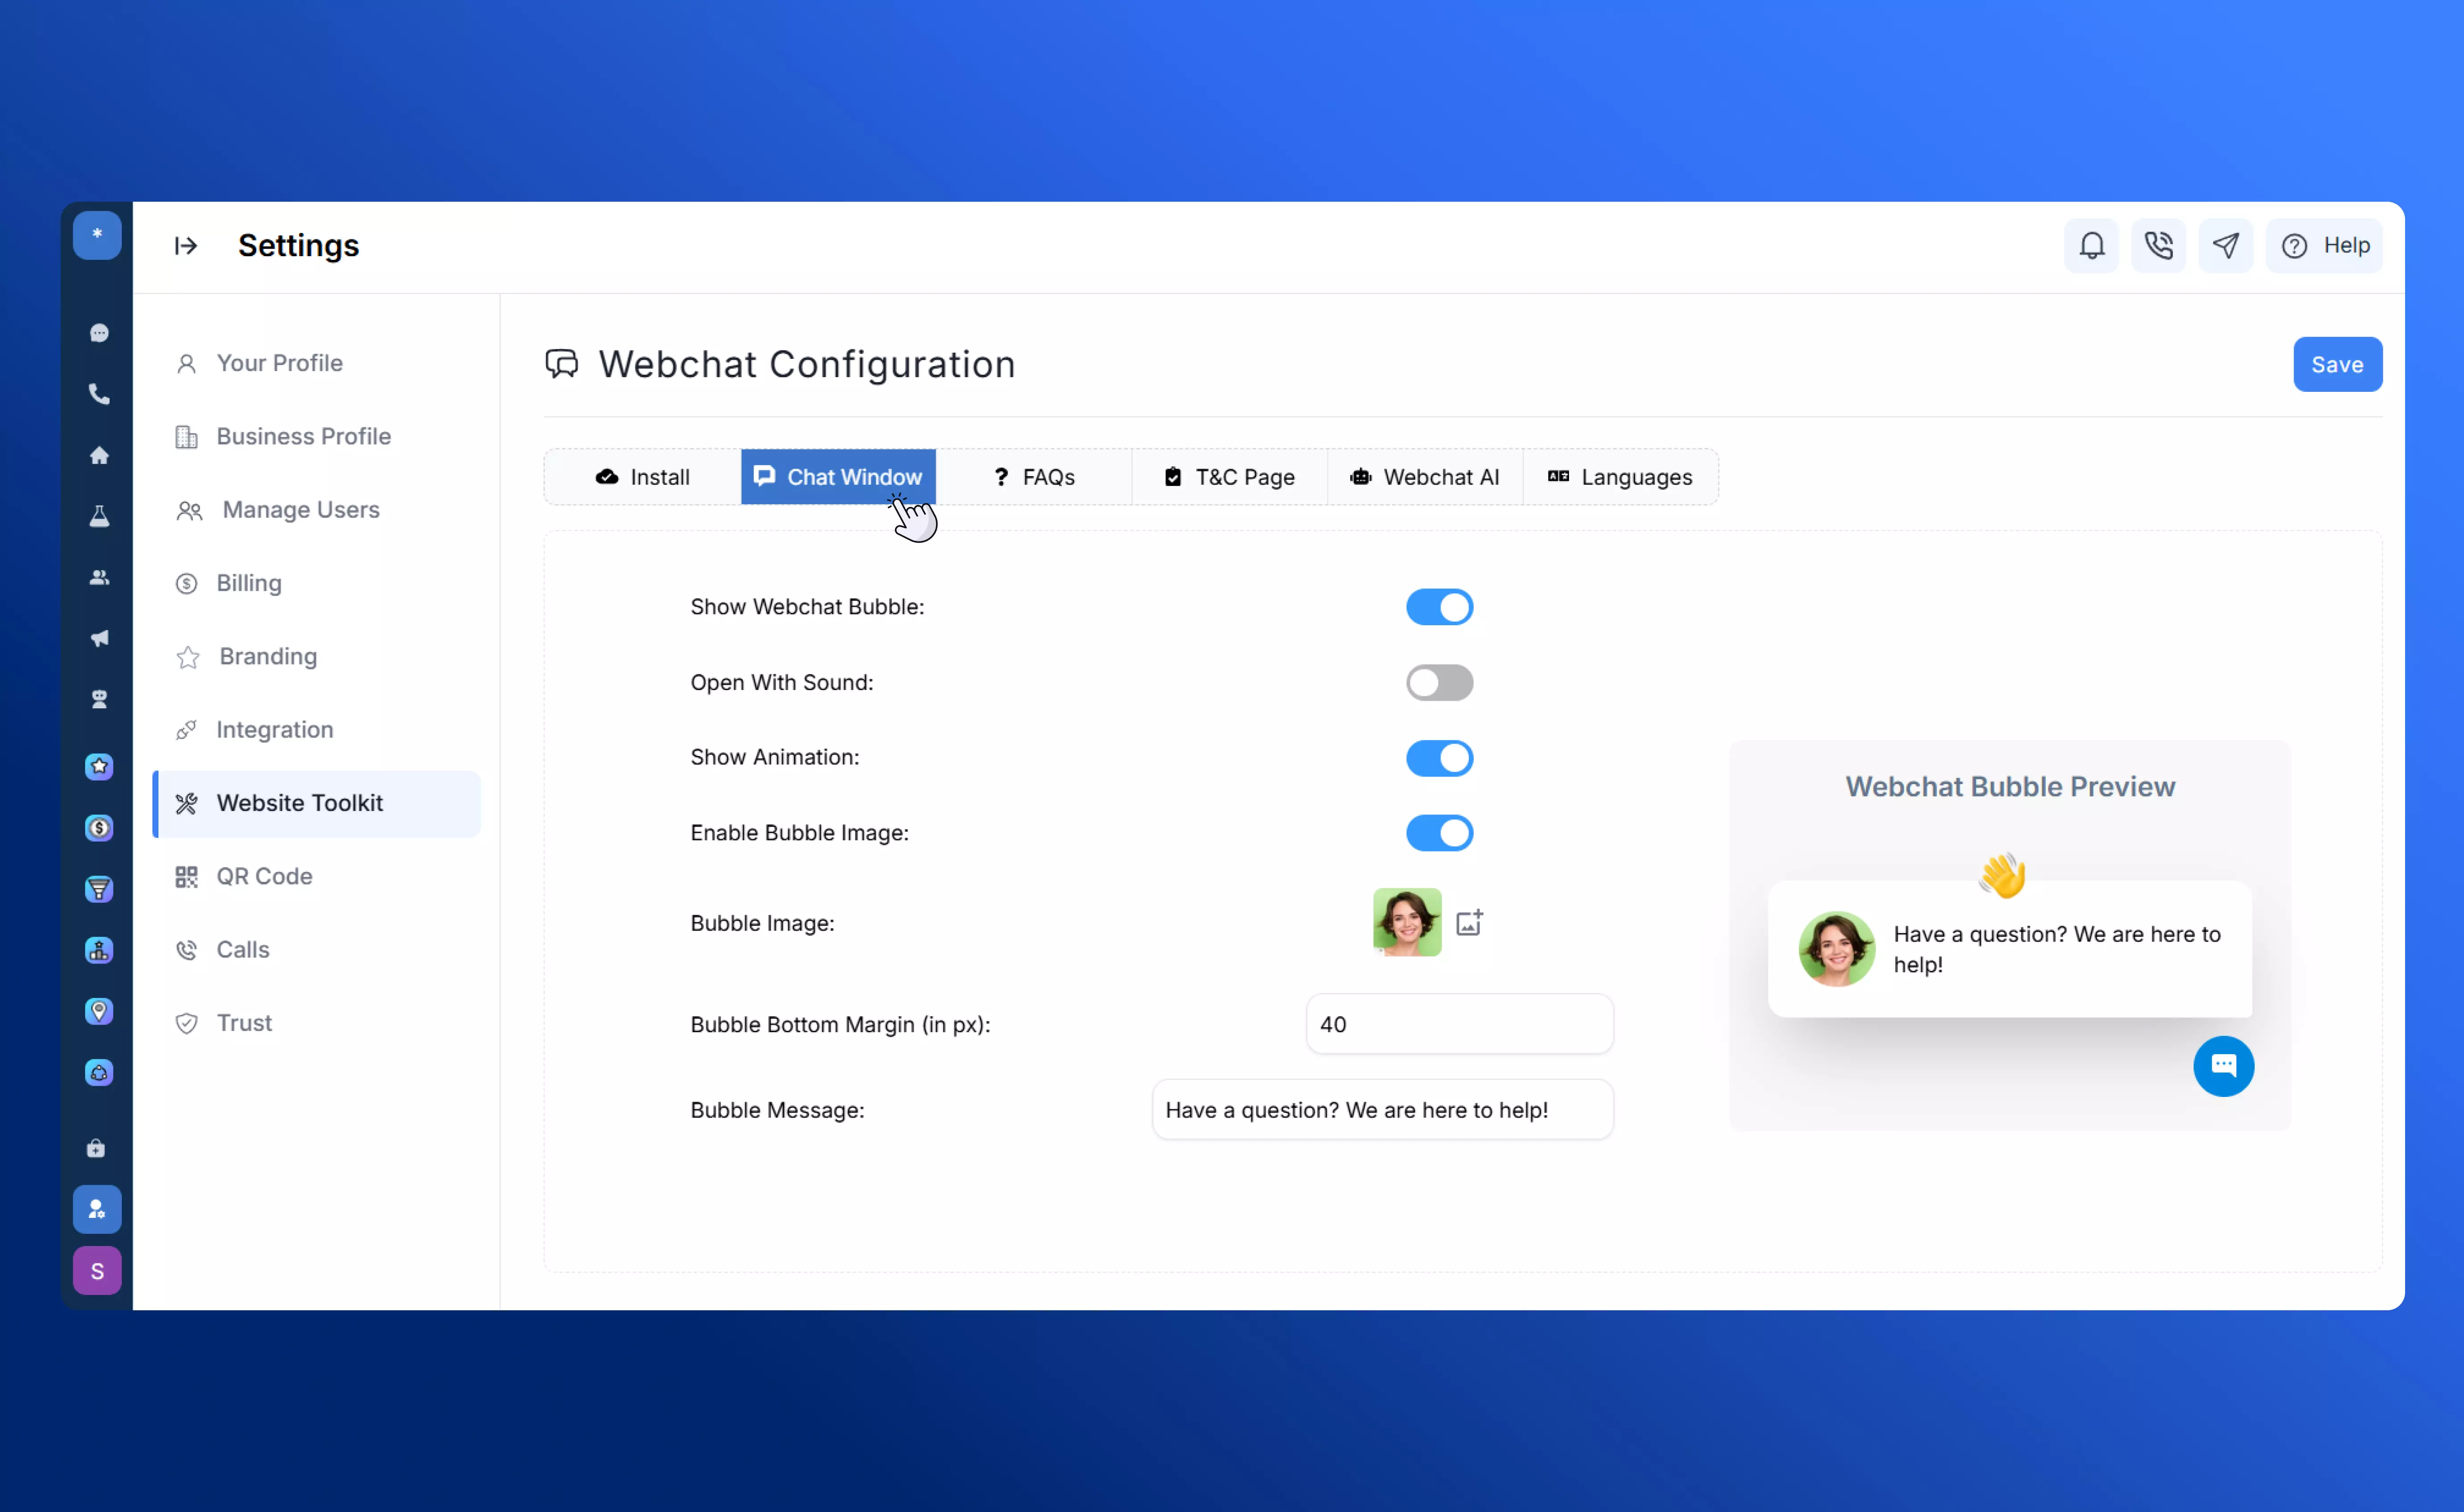 *
Settings
Help
Your Profile
Business Profile
Manage Users
Billing
Branding
Integration
Website Toolkit
QR Code
Calls
Trust
S
Webchat Configuration
Save
Install
Chat Window
? FAQs
T&C Page
Webchat AI
Languages
Show Webchat Bubble:
Open With Sound:
Show Animation:
Enable Bubble Image:
Bubble Image:
Bubble Bottom Margin (in px):
40
Bubble Message:
Have a question? We are here to help!
Webchat Bubble Preview
Have a question? We are here to
help!